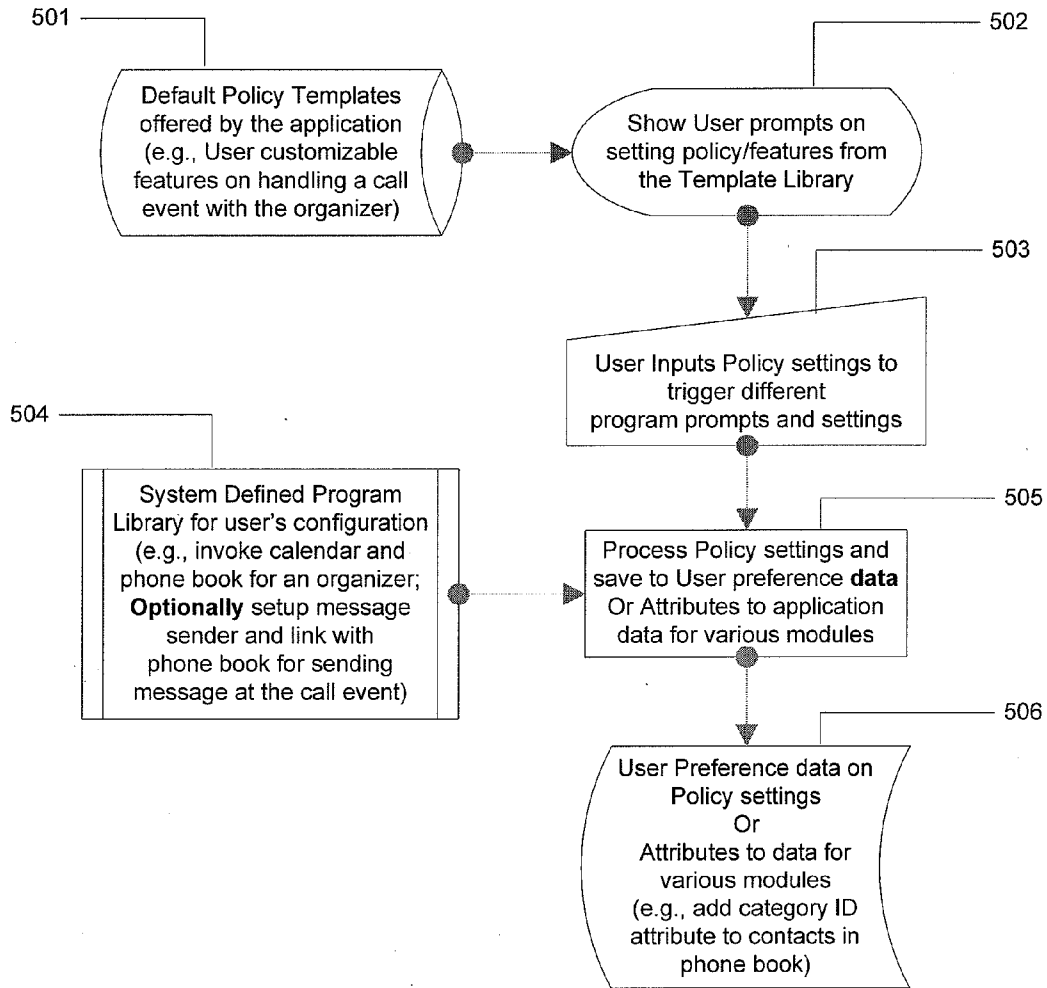 501
Default Policy Templates
offered by the application
(e.g., User customizable
features on handling a call
event with the organizer)
502
Show User prompts on
setting policy/features from
the Template Library
503
User Inputs Policy settings to
trigger different
program prompts and settings
504
System Defined Program
Library for user's configuration
(e.g., invoke calendar and
phone book for an organizer;
Optionally setup message
sender and link with
phone book for sending
message at the call event)
505
Process Policy settings and
save to User preference data
Or Attributes to application
data for various modules
506
User Preference data on
Policy settings
Or
Attributes to data for
various modules
(e.g., add category ID
attribute to contacts in
phone book)